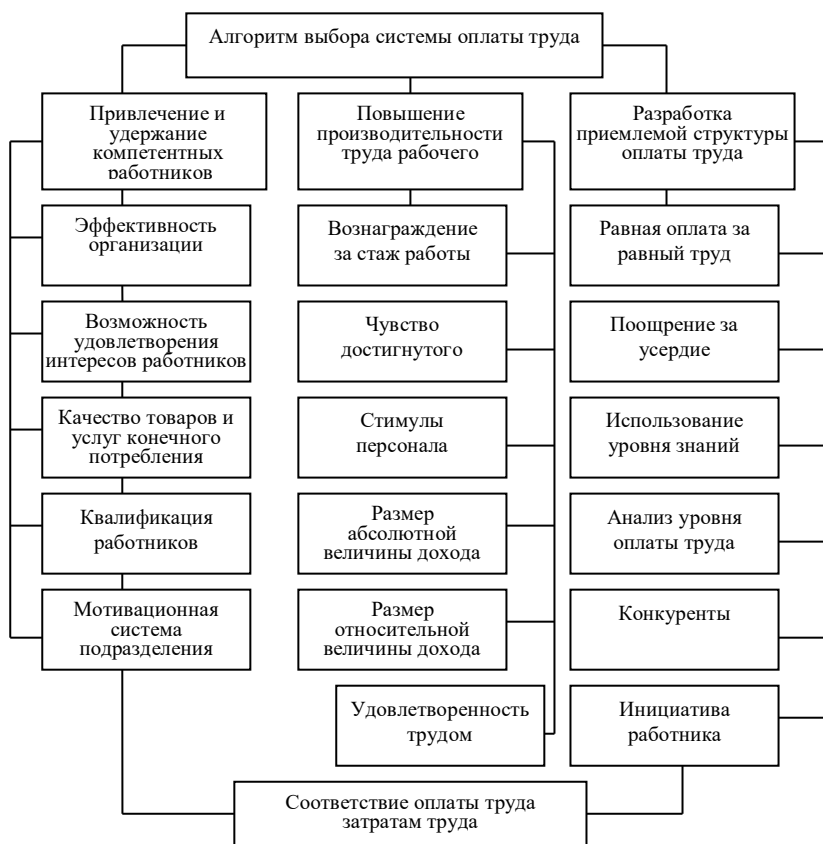 Алгоритм выбора системы оплаты труда
Привлечение и
удержание
компетентных
работников
Эффективность
организации
Возможность
удовлетворения
интересов работников
Качество товаров и
услуг конечного
потребления
Квалификация
работников
Мотивационная
система
подразделения
Повышение
производительности
труда рабочего
Вознаграждение
за стаж работы
Чувство
достигнутого
Стимулы
персонала
Размер
абсолютной
величины дохода
Размер
относительной
величины дохода
Удовлетворенность
трудом
Разработка
приемлемой структуры
оплаты труда
Равная оплата за
равный труд
Поощрение за
усердие
Использование
уровня знаний
Анализ уровня
оплаты труда
Конкуренты
Инициатива
работника
Соответствие оплаты труда
затратам труда